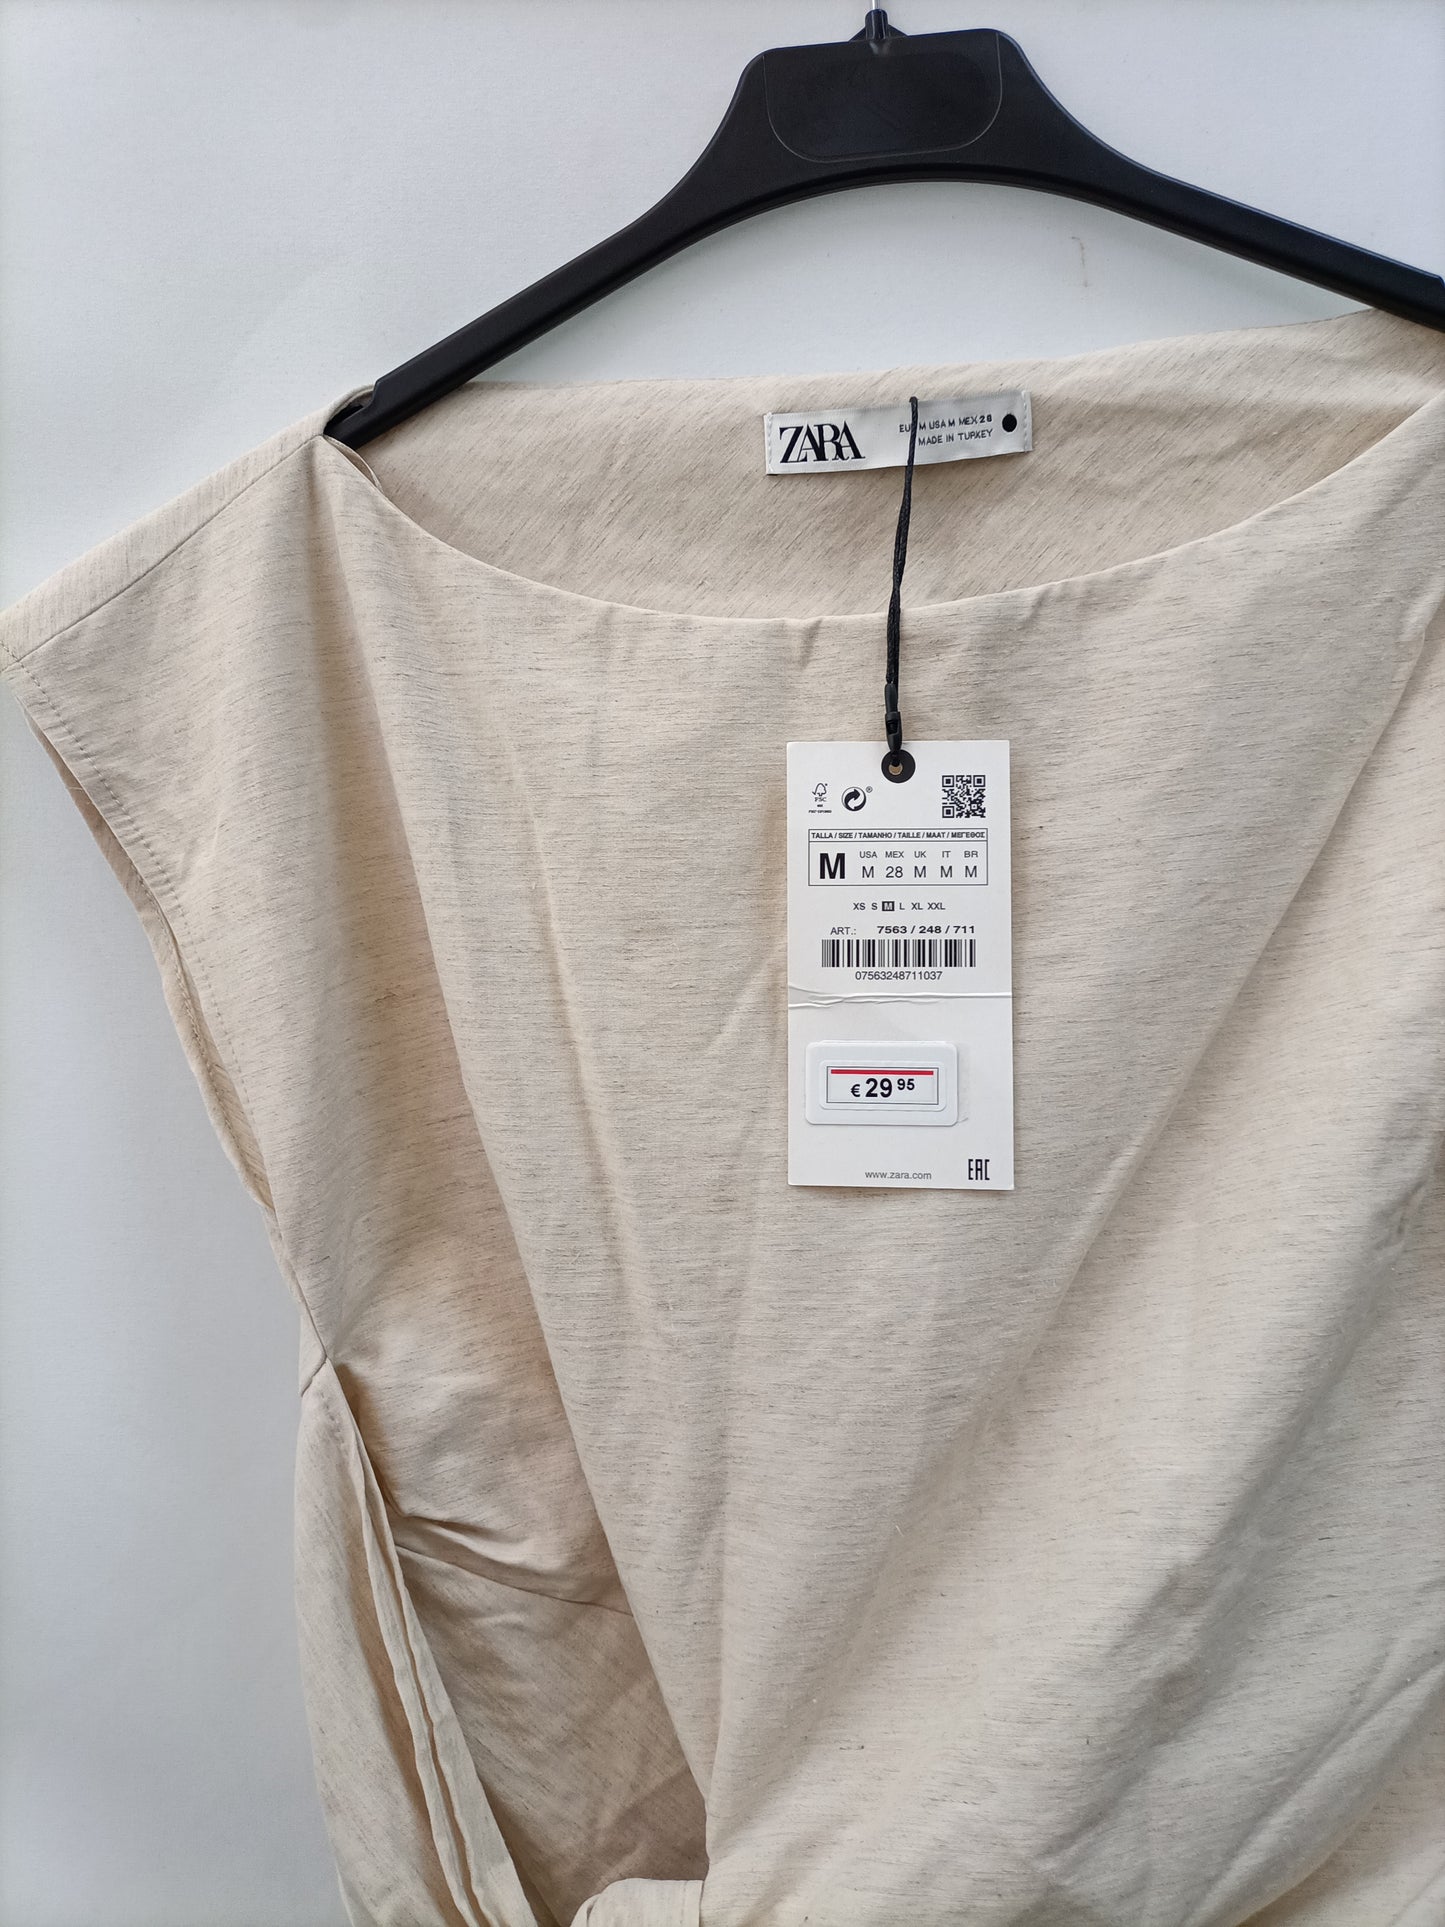 ZARA
EUR M USA M MEX 28
MADE IN TURKEY
FSC
®
TALLA / SIZE / TAMANHO / TAILLE / MAAT / ΜΕΓΕΘΟΣ
M
USA MEX UK IT BR
M 28 M M M
XS S M L XL XXL
ART.: 7563 / 248 / 711
07563248711037
€ 29 95
www.zara.com
EAC